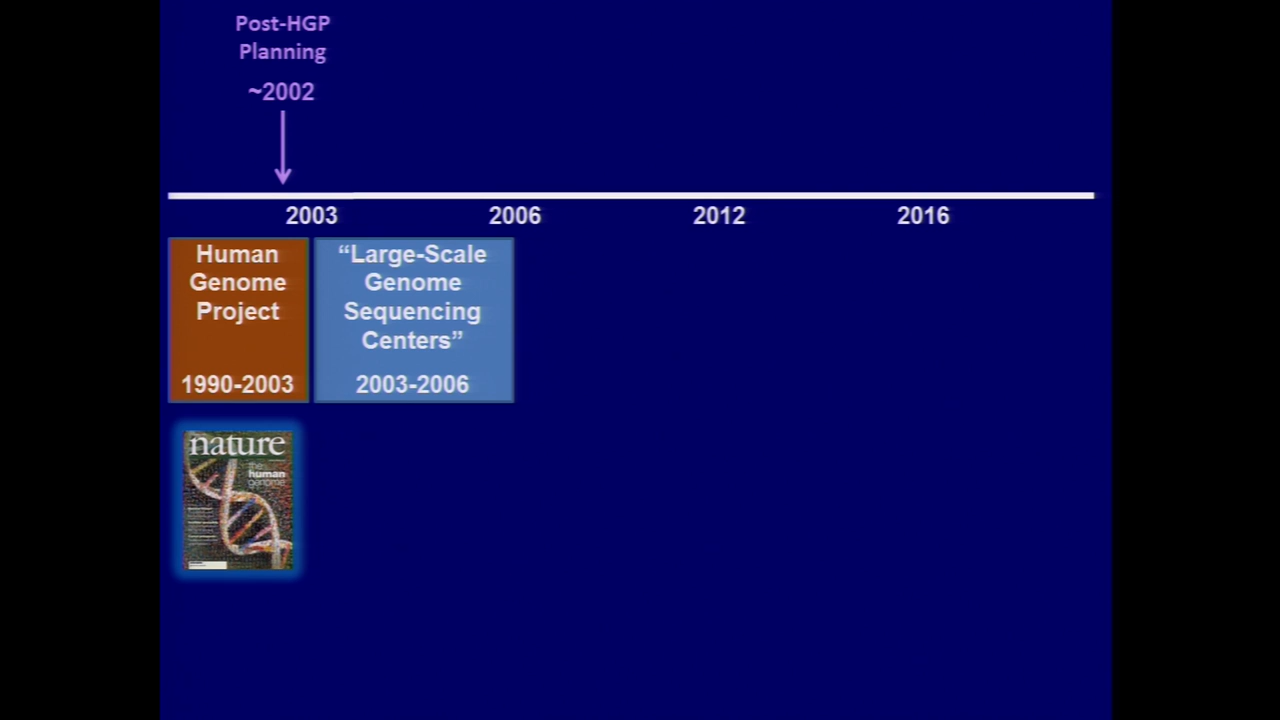 Post-HGP
Planning
~2002
2003
2006
2012
2016
Human
Genome
Project
1990-2003
“Large-Scale
Genome
Sequencing
Centers”
2003-2006
nature
the
human
genome